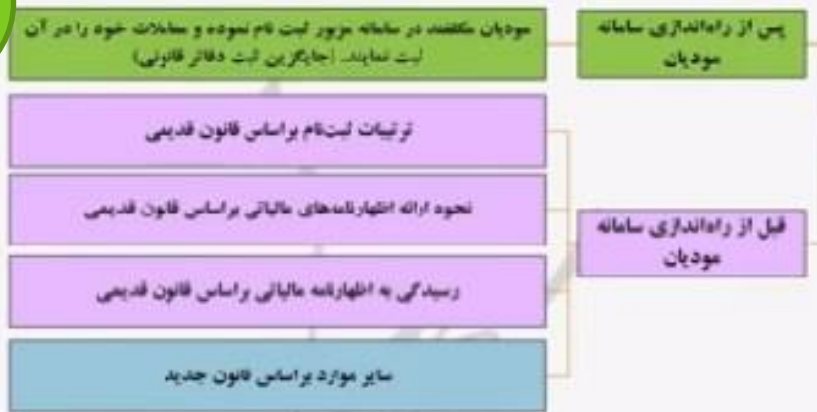 پس از راه‌اندازی سامانه
مودیان
مودیان مکلفند در سامانه مزبور ثبت نام نموده و معاملات خود را در آن
ثبت نمایند. (جایگزین ثبت دفاتر قانونی)
قبل از راه‌اندازی سامانه
مودیان
ترتیبات ثبت‌نام براساس قانون قدیمی
نحوه ارائه اظهارنامه‌های مالیاتی براساس قانون قدیمی
رسیدگی به اظهارنامه مالیاتی براساس قانون قدیمی
سایر موارد براساس قانون جدید